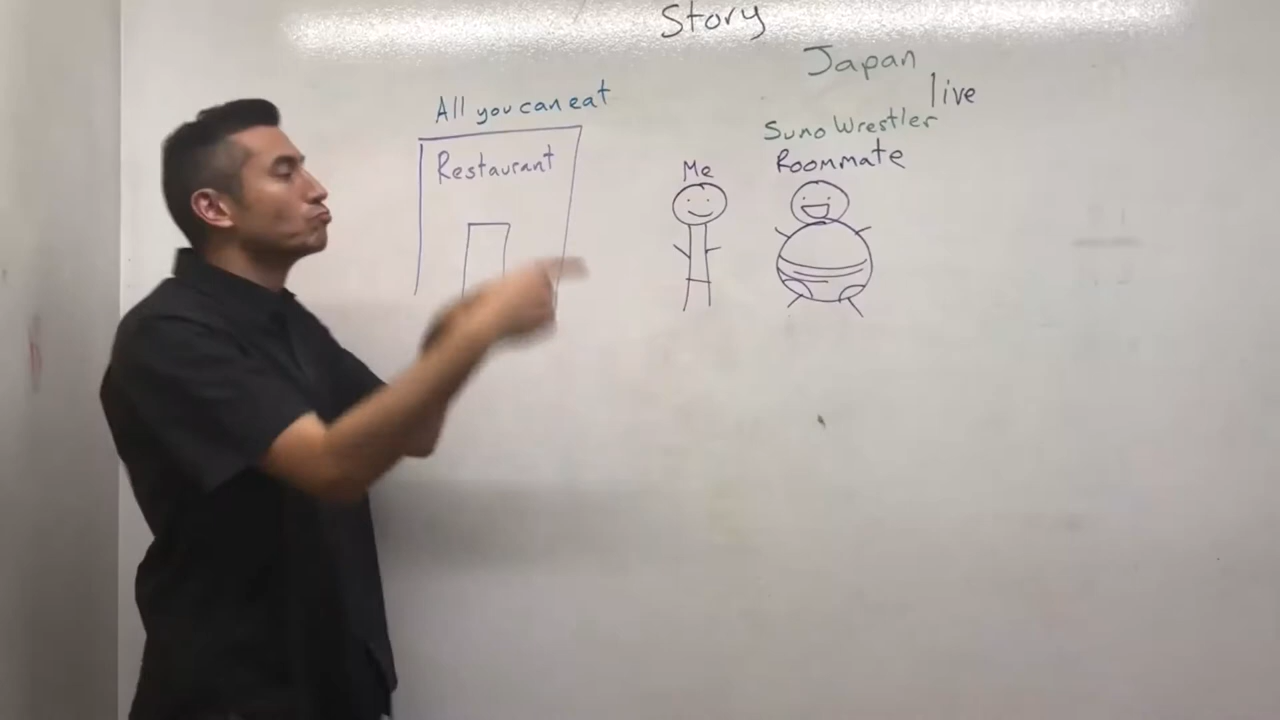 Story
Japan
live
All you can eat
Restaurant
Me
Suno Wrestler
Roommate